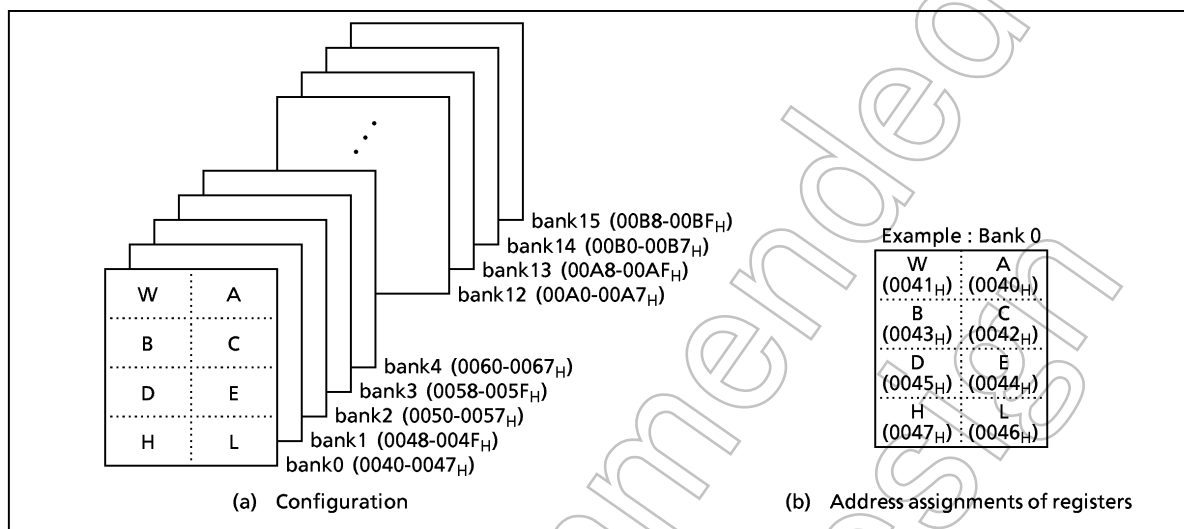 bank15 (00B8-00BFH)
bank14 (00B0-00B7H)
bank13 (00A8-00AFH)
bank12 (00A0-00A7H)
bank4 (0060-0067H)
bank3 (0058-005FH)
bank2 (0050-0057H)
bank1 (0048-004FH)
bank0 (0040-0047H)
W A
B C
D E
H L
(a) Configuration
Example : Bank 0
W A
(0041H) (0040H)
B C
(0043H) (0042H)
D E
(0045H) (0044H)
H L
(0047H) (0046H)
(b) Address assignments of registers